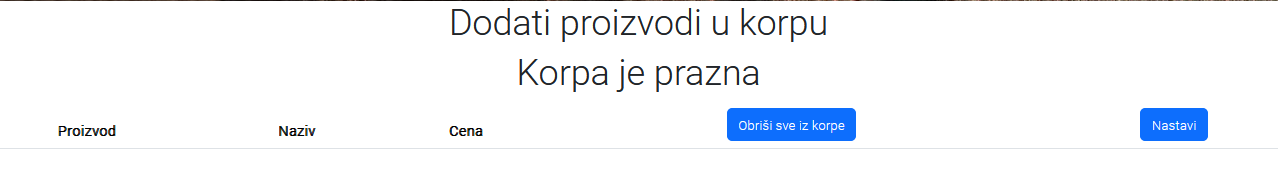 Dodati proizvodi u korpu
Korpa je prazna
Proizvod Naziv Cena Obriši sve iz korpe Nastavi